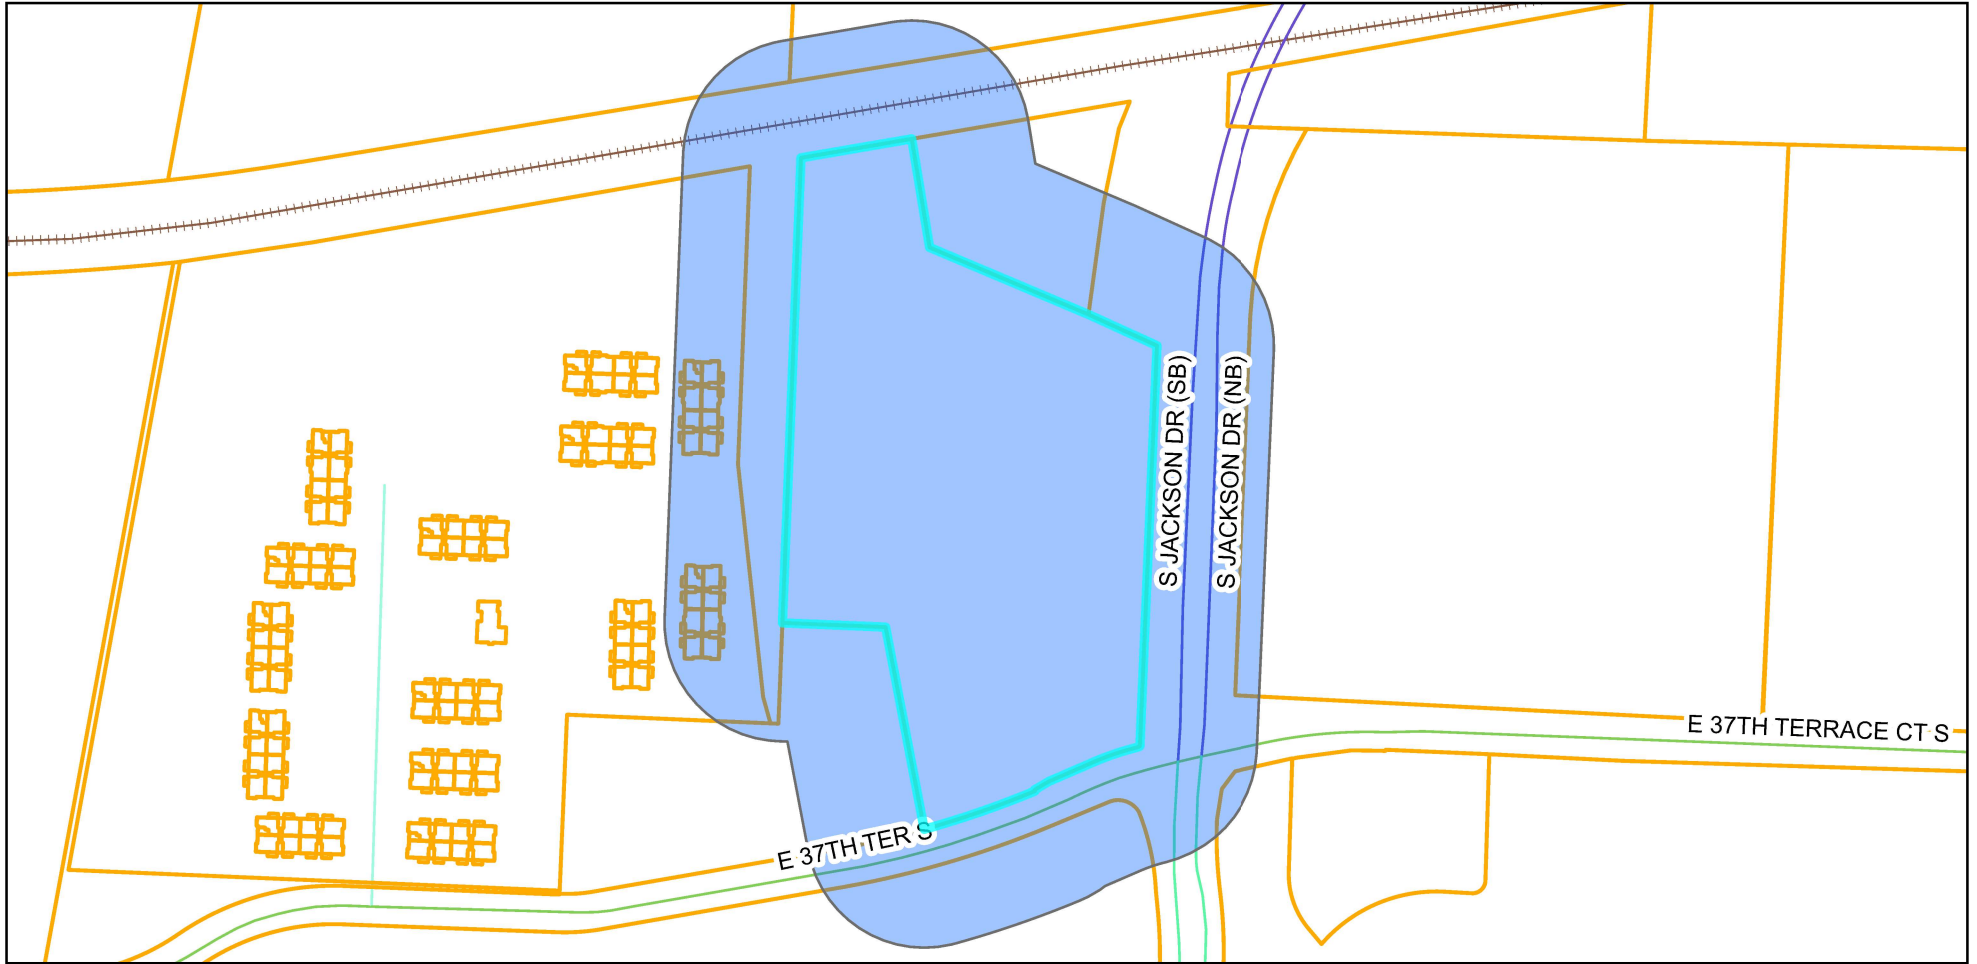 S JACKSON DR (SB)
S JACKSON DR (NB)
E 37TH TERRACE CT S
E 37TH TER S